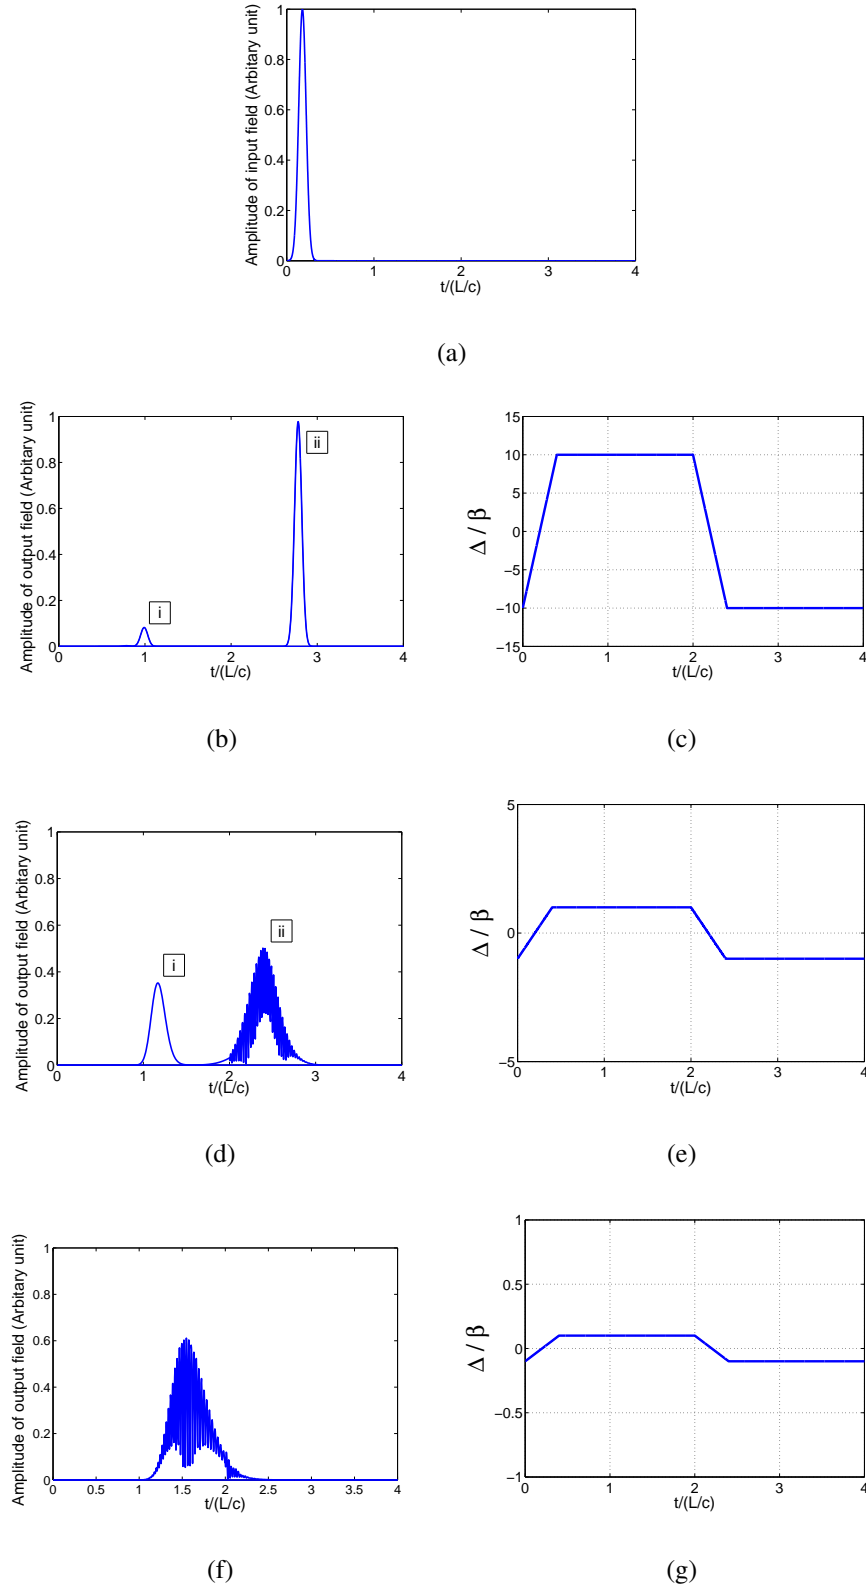 Amplitude of input field (Arbitary unit)
1
0.8
0.6
0.4
0.2
0
0 1 2 3 4
t/(L/c)
(a)
Amplitude of output field (Arbitary unit)
1
0.8
0.6
0.4
0.2
0
i
ii
0 1 2 3 4
t/(L/c)
(b)
Δ / β
15
10
5
0
−5
−10
−15
0 1 2 3 4
t/(L/c)
(c)
Amplitude of output field (Arbitary unit)
1
0.8
0.6
0.4
0.2
0
i
ii
0 1 2 3 4
t/(L/c)
(d)
Δ / β
5
0
−5
0 1 2 3 4
t/(L/c)
(e)
Amplitude of output field (Arbitary unit)
1
0.8
0.6
0.4
0.2
0
0 0.5 1 1.5 2 2.5 3 3.5 4
t/(L/c)
(f)
Δ / β
1
0.5
0
−0.5
−1
0 1 2 3 4
t/(L/c)
(g)